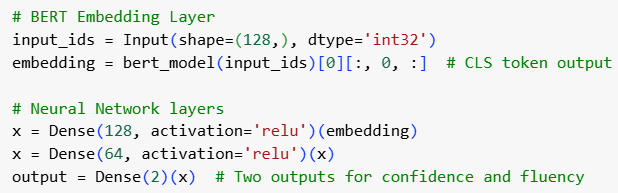 # BERT Embedding Layer
input_ids = Input(shape=(128,), dtype='int32')
embedding = bert_model(input_ids)[0][:, 0, :]  # CLS token output
# Neural Network layers
x = Dense(128, activation='relu')(embedding)
x = Dense(64, activation='relu')(x)
output = Dense(2)(x)  # Two outputs for confidence and fluency